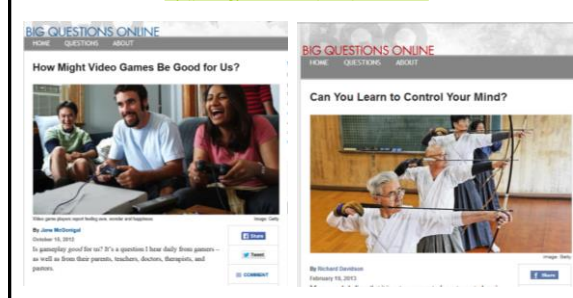 BIG QUESTIONS ONLINE
HOME QUESTIONS ABOUT
How Might Video Games Be Good for Us?
Video game players report feeling awe, wonder and happiness Image: Getty
By Jane McGonigal
October 15, 2013
Is gameplay good for us? It's a question I hear daily from gamers –
as well as from their parents, teachers, doctors, therapists, and
pastors.
Share
Tweet
COMMENT
BIG QUESTIONS ONLINE
HOME QUESTIONS ABOUT
Can You Learn to Control Your Mind?
Image: Getty
By Richard Davidson
February 19, 2013
Share